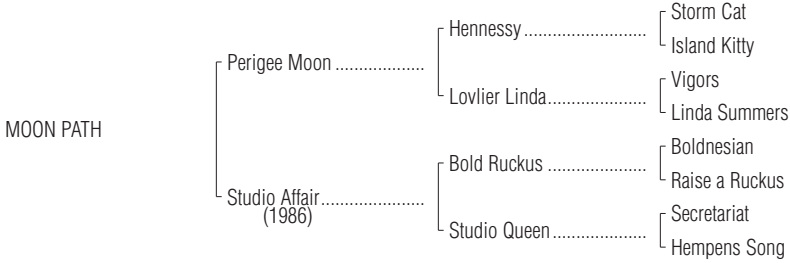 Storm Cat
Hennessy ..........................
Island Kitty
Perigee Moon ...................
Vigors
Lovlier Linda.....................
Linda Summers
MOON PATH
Boldnesian
Bold Ruckus .....................
Raise a Ruckus
Studio Affair......................
(1986)
Secretariat
Studio Queen....................
Hempens Song